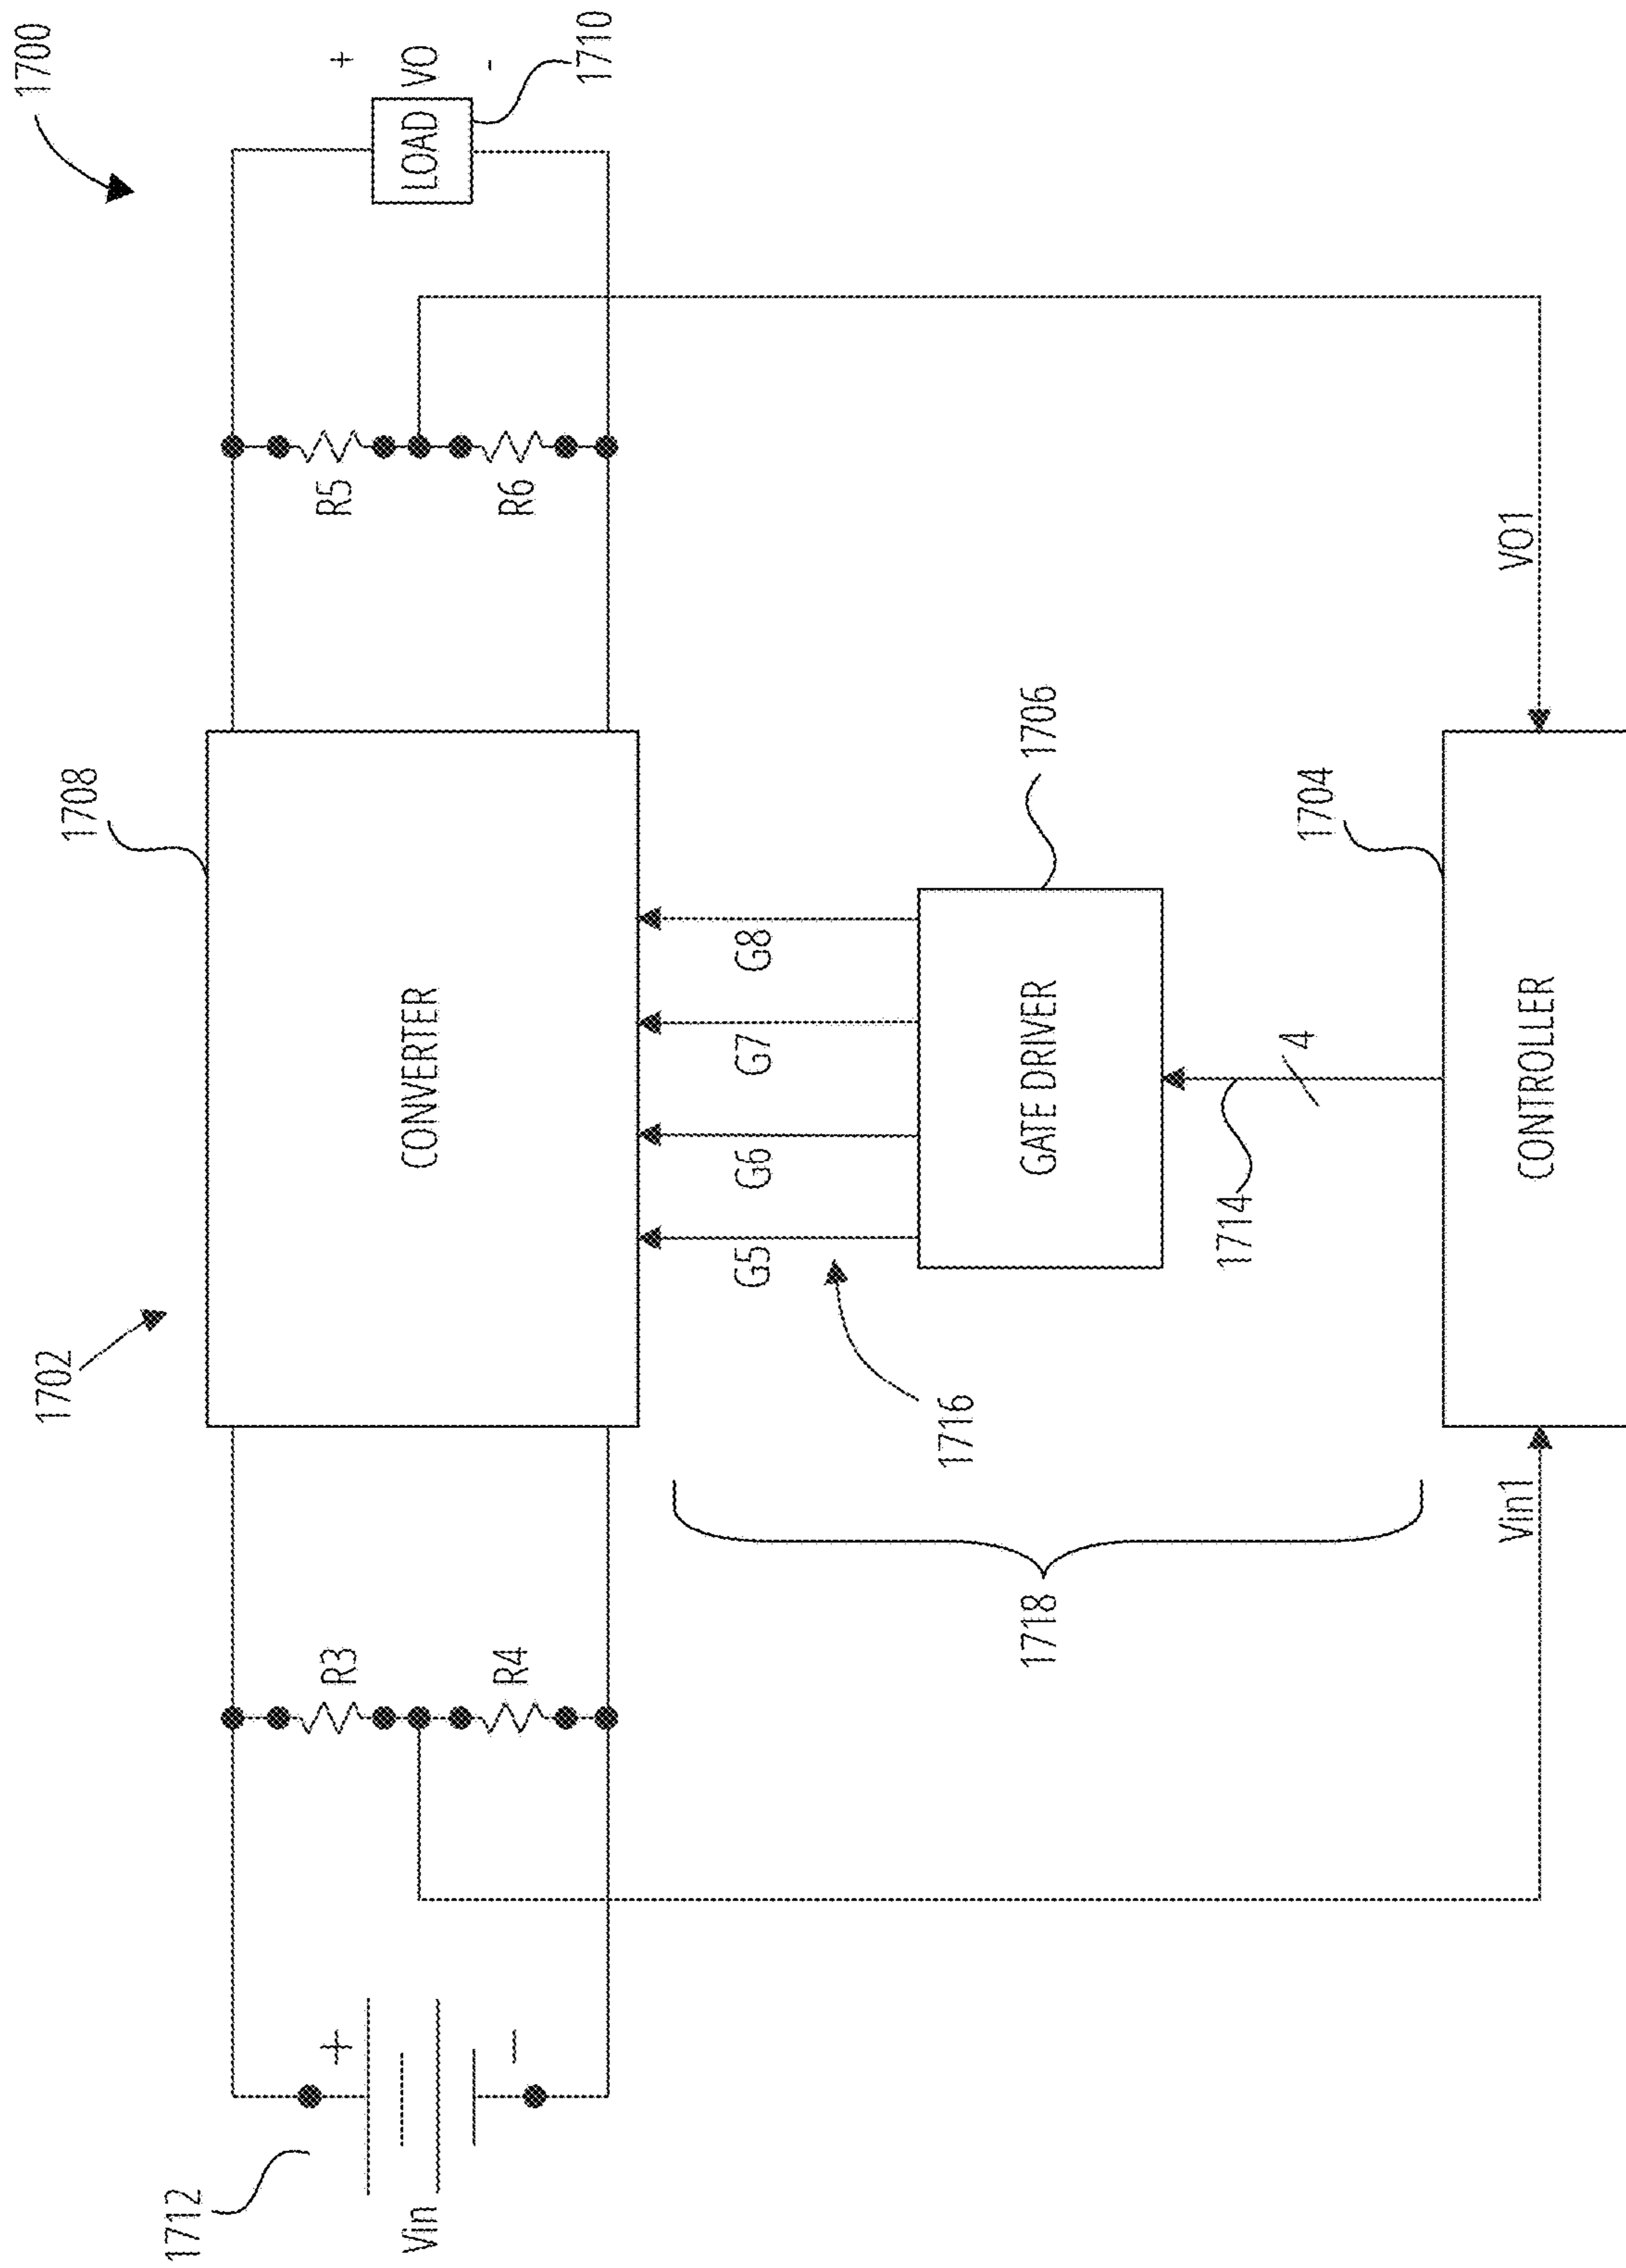 1700
1702
1708
1712
Vin
+
−
R3
R4
CONVERTER
R5
R6
LOAD
+
VO
-
1710
G5
G6
G7
G8
1716
1718
GATE DRIVER
1706
1714
4
1704
Vin1
CONTROLLER
VO1